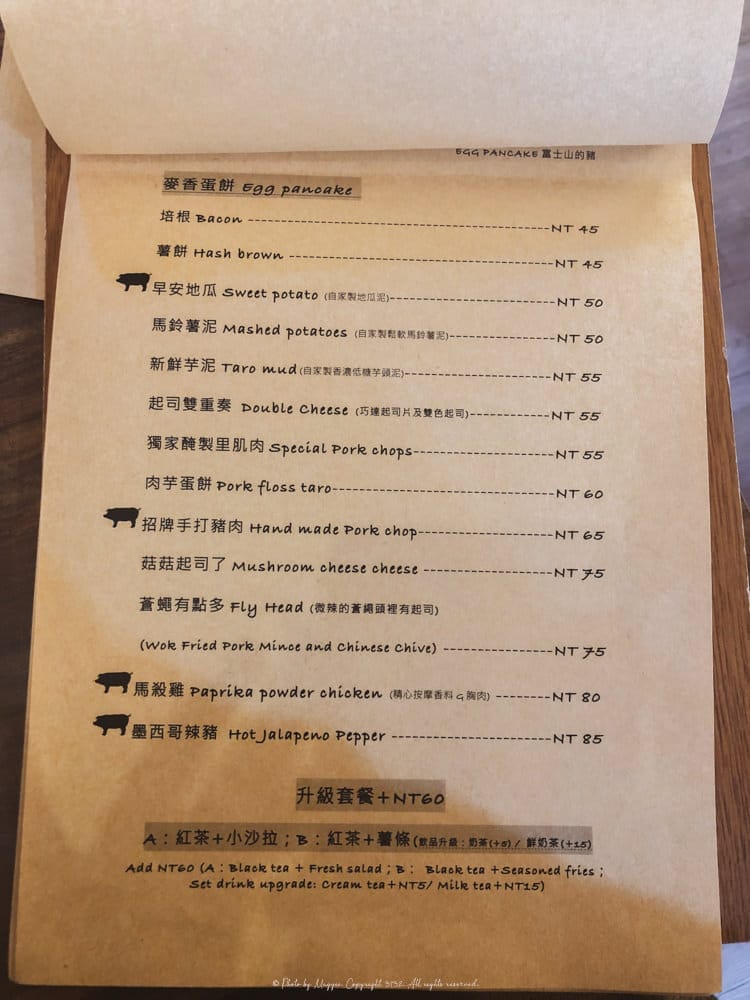 EGG PANCAKE 富士山的豬
麥香蛋餅 Egg pancake
培根 Bacon ------------------------------------------NT 45
薯餅 Hash brown ------------------------------------NT 45
早安地瓜 Sweet potato (自家製地瓜泥)-----------------------NT 50
馬鈴薯泥 Mashed potatoes (自家製鬆軟馬鈴薯泥)--------------NT 50
新鮮芋泥 Taro mud(自家製香濃低糖芋頭泥)--------------------NT 55
起司雙重奏 Double Cheese (巧達起司片及雙色起司)------------NT 55
獨家醃製里肌肉 Special Pork chops-------------------NT 55
肉芋蛋餅 Pork floss taro------------------------------NT 60
招牌手打豬肉 Hand made Pork chop------------------NT 65
菇菇起司了 Mushroom cheese cheese -----------------NT 75
蒼蠅有點多 Fly Head (微辣的蒼繩頭裡有起司)
(Wok Fried Pork Mince and Chinese Chive) ---------------NT 75
馬殺雞 Paprika powder chicken (精心按摩香料 G 胸肉) --------NT 80
墨西哥辣豬 Hot Jalapeno Pepper ----------------------NT 85
升級套餐+NT60
A：紅茶+小沙拉；B：紅茶+薯條(飲品升級：奶茶(+5) / 鮮奶茶(+15)
Add NT60 (A：Black tea + Fresh salad；B： Black tea +Seasoned fries；
Set drink upgrade: Cream tea+NT5/ Milk tea+NT15)
© Photo by Maggie. Copyright 3132. All rights reserved.